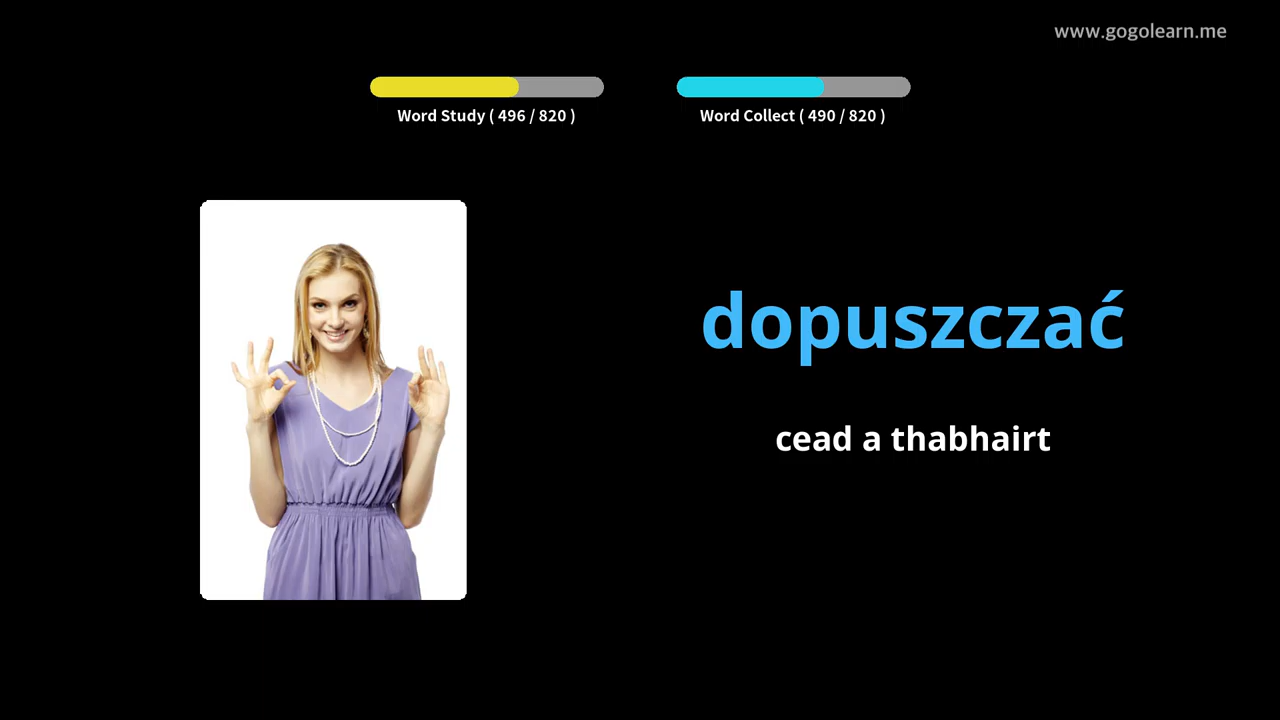 www.gogolearn.me
Word Study ( 496 / 820 )
Word Collect ( 490 / 820 )
dopuszczać
cead a thabhairt